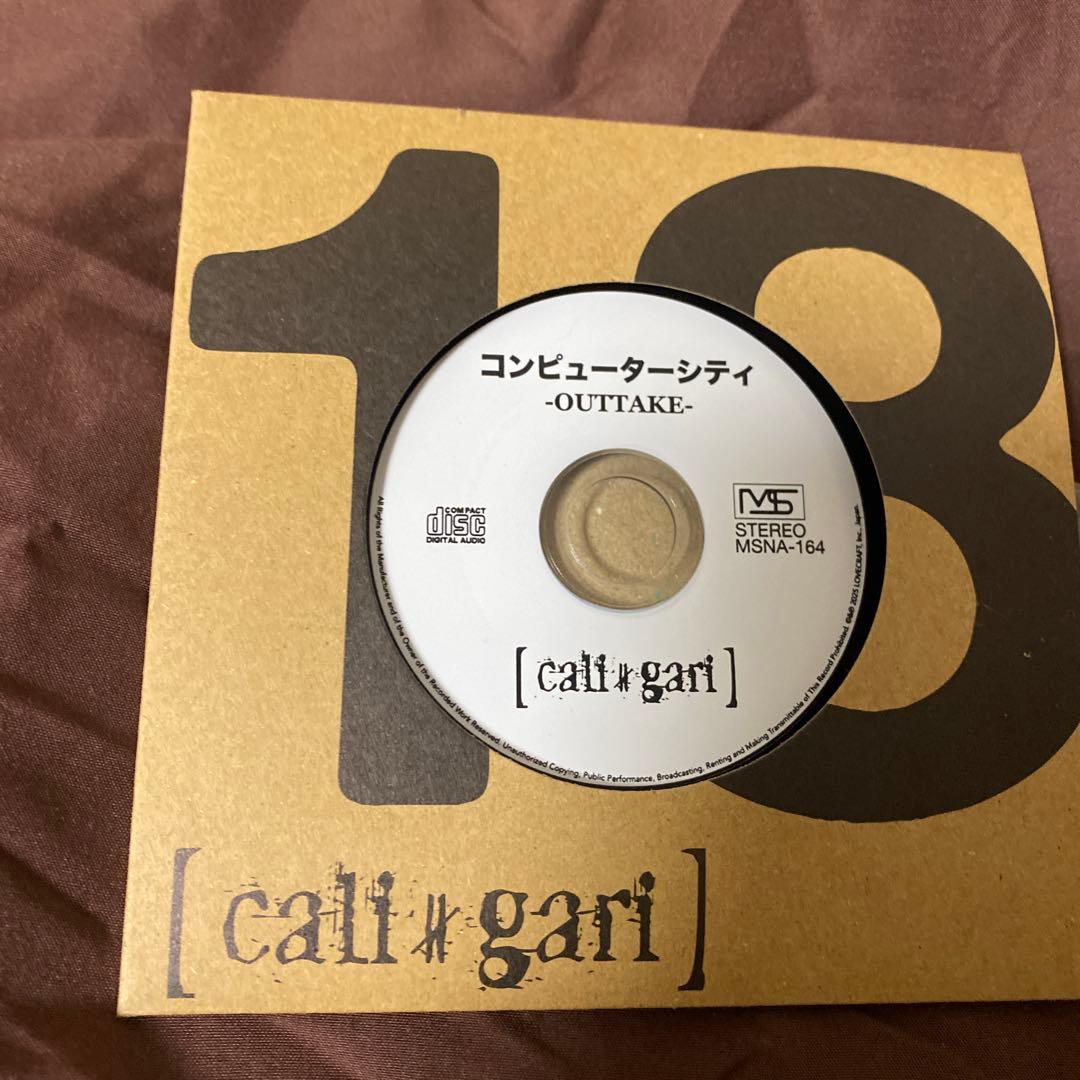 18
コンピューターシティ
-OUTTAKE-
COMPACT
disc
DIGITAL AUDIO
MS
STEREO
MSNA-164
[cali≠gari]
All Rights of the Manufacturer and of the Owner of the Recorded Work Reserved. Unauthorized Copying, Public Performance, Broadcasting, Renting and Making Transmittable of This Record Prohibited. ℗&© 2025 LOVECRAFT, Inc. Japan.
[cali≠gari]